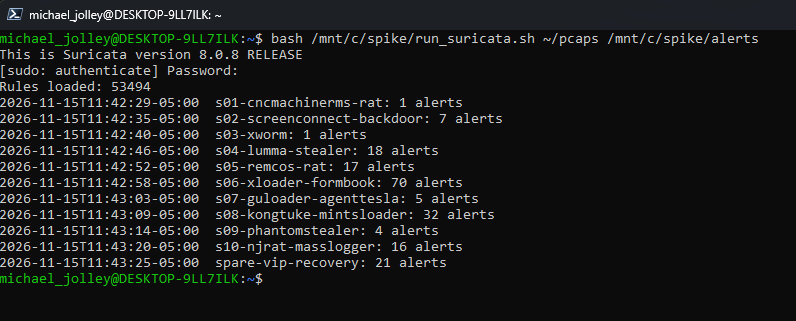 michael_jolley@DESKTOP-9LL7ILK: ~
michael_jolley@DESKTOP-9LL7ILK:~$ bash /mnt/c/spike/run_suricata.sh ~/pcaps /mnt/c/spike/alerts
This is Suricata version 8.0.8 RELEASE
[sudo: authenticate] Password:
Rules loaded: 53494
2026-11-15T11:42:29-05:00  s01-cncmachinerms-rat: 1 alerts
2026-11-15T11:42:35-05:00  s02-screenconnect-backdoor: 7 alerts
2026-11-15T11:42:40-05:00  s03-xworm: 1 alerts
2026-11-15T11:42:46-05:00  s04-lumma-stealer: 18 alerts
2026-11-15T11:42:52-05:00  s05-remcos-rat: 17 alerts
2026-11-15T11:42:58-05:00  s06-xloader-formbook: 70 alerts
2026-11-15T11:43:03-05:00  s07-guloader-agenttesla: 5 alerts
2026-11-15T11:43:09-05:00  s08-kongtuke-mintsloader: 32 alerts
2026-11-15T11:43:14-05:00  s09-phantomstealer: 4 alerts
2026-11-15T11:43:20-05:00  s10-njrat-masslogger: 16 alerts
2026-11-15T11:43:25-05:00  spare-vip-recovery: 21 alerts
michael_jolley@DESKTOP-9LL7ILK:~$